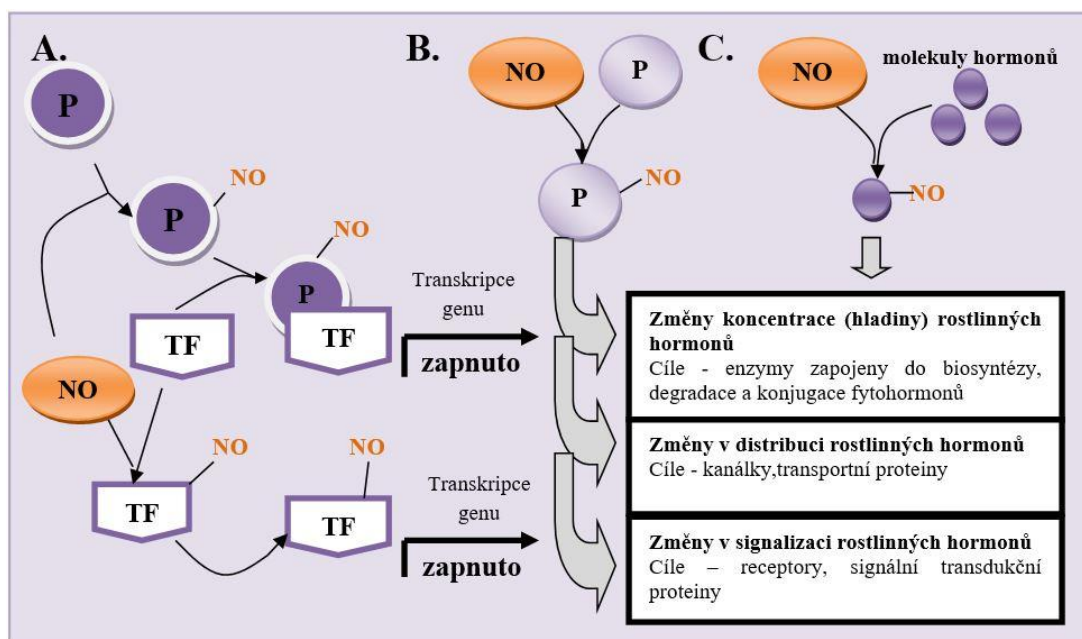 A.
P
NO
P
NO
P
TF
TF
NO
NO
TF
NO
TF
Transkripce
genu
zapnuto
Transkripce
genu
zapnuto
B.
NO
P
P
NO
C.
NO
molekuly hormonů
NO
Změny koncentrace (hladiny) rostlinných
hormonů
Cíle - enzymy zapojeny do biosyntézy,
degradace a konjugace fytohormonů
Změny v distribuci rostlinných hormonů
Cíle - kanálky,transportní proteiny
Změny v signalizaci rostlinných hormonů
Cíle – receptory, signální transdukční
proteiny